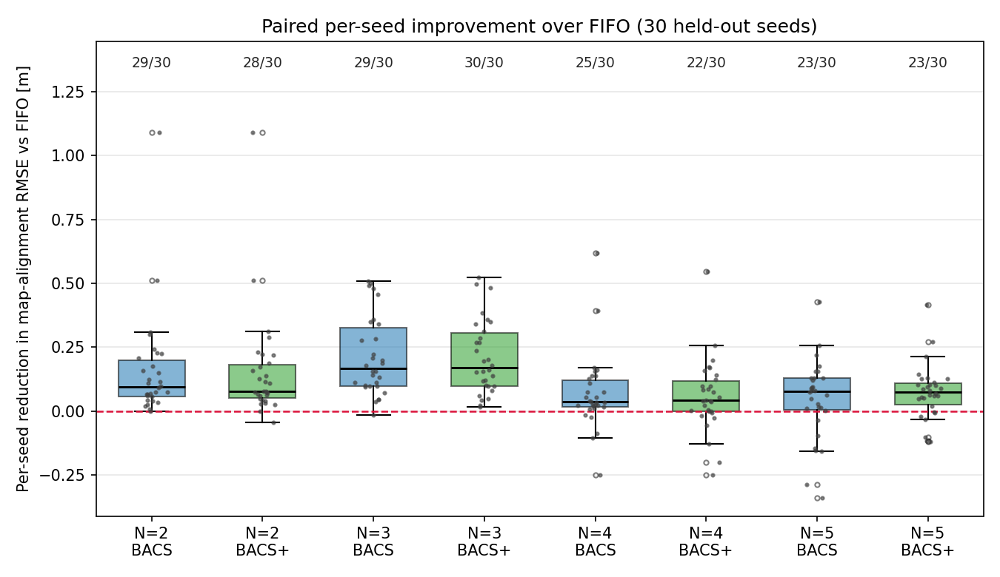 Paired per-seed improvement over FIFO (30 held-out seeds)
Per-seed reduction in map-alignment RMSE vs FIFO [m]
29/30 28/30 29/30 30/30 25/30 22/30 23/30 23/30
1.25
1.00
0.75
0.50
0.25
0.00
−0.25
N=2 N=2 N=3 N=3 N=4 N=4 N=5 N=5
BACS BACS+ BACS BACS+ BACS BACS+ BACS BACS+